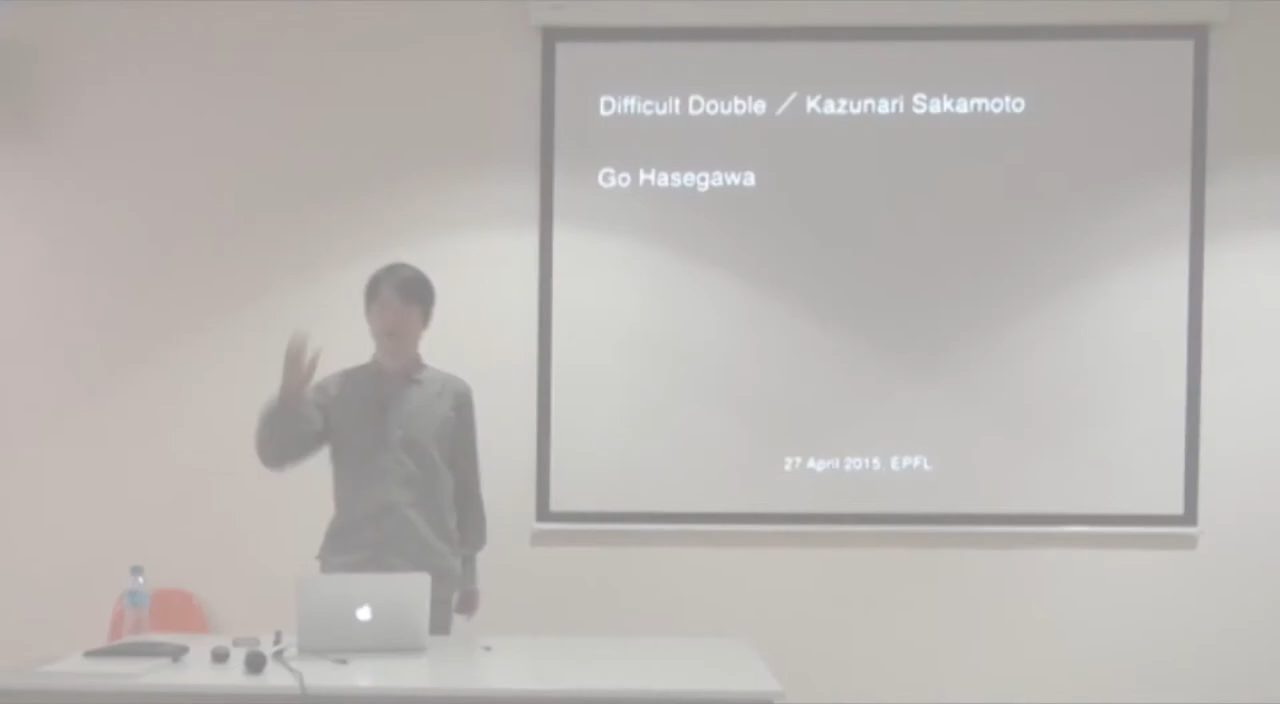 Difficult Double ／ Kazunari Sakamoto
Go Hasegawa
27 April 2015, EPFL